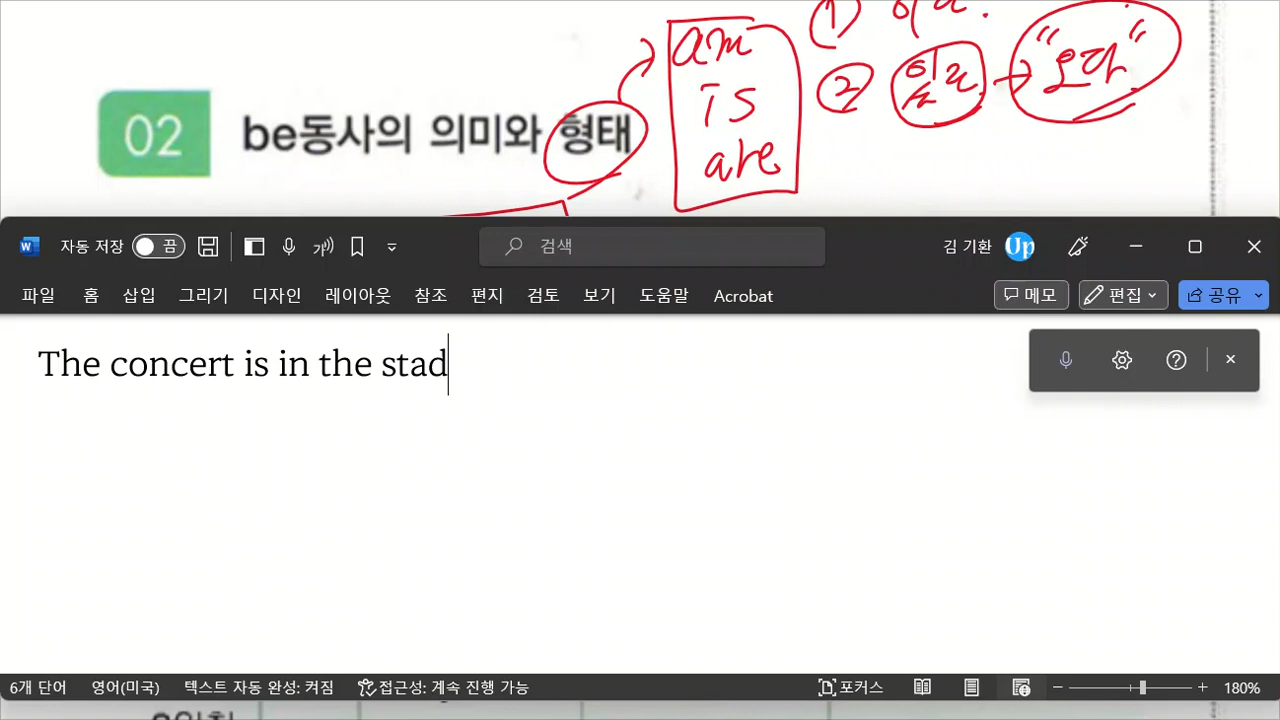 am
is
are
①
②
"오다"
02 be동사의 의미와 형태
자동 저장 끔 검색 김 기환 Up
파일 홈 삽입 그리기 디자인 레이아웃 참조 편지 검토 보기 도움말 Acrobat 메모 편집 공유
The concert is in the stad
6개 단어 영어(미국) 텍스트 자동 완성: 켜짐 접근성: 계속 진행 가능 포커스 180%